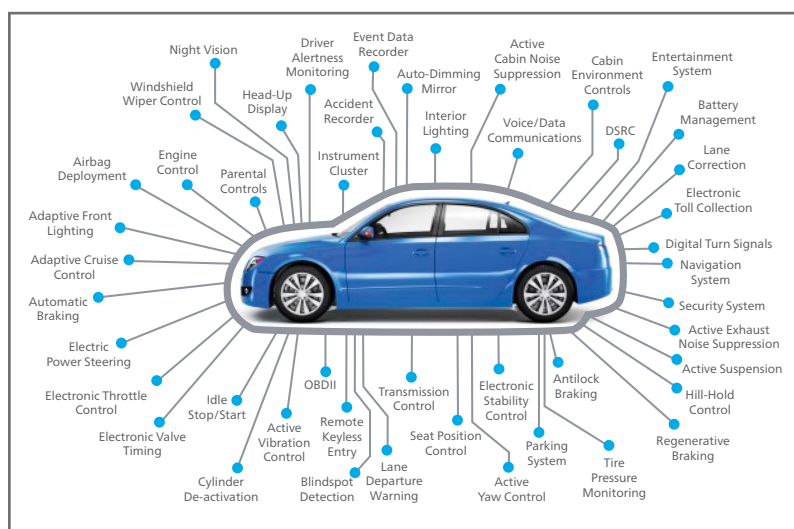 Night Vision
Driver
Alertness
Monitoring
Event Data
Recorder
Active
Cabin Noise
Suppression
Cabin
Environment
Controls
Entertainment
System
Windshield
Wiper Control
Head-Up
Display
Accident
Recorder
Auto-Dimming
Mirror
Interior
Lighting
Voice/Data
Communications
DSRC
Battery
Management
Lane
Correction
Airbag
Deployment
Engine
Control
Parental
Controls
Instrument
Cluster
Electronic
Toll Collection
Adaptive Front
Lighting
Digital Turn Signals
Adaptive Cruise
Control
Navigation
System
Automatic
Braking
Security System
Electric
Power Steering
Active Exhaust
Noise Suppression
Active Suspension
Electronic Throttle
Control
Idle
Stop/Start
OBDII
Transmission
Control
Electronic
Stability
Control
Antilock
Braking
Hill-Hold
Control
Electronic Valve
Timing
Active
Vibration
Control
Remote
Keyless
Entry
Seat Position
Control
Parking
System
Regenerative
Braking
Cylinder
De-activation
Blindspot
Detection
Lane
Departure
Warning
Active
Yaw Control
Tire
Pressure
Monitoring